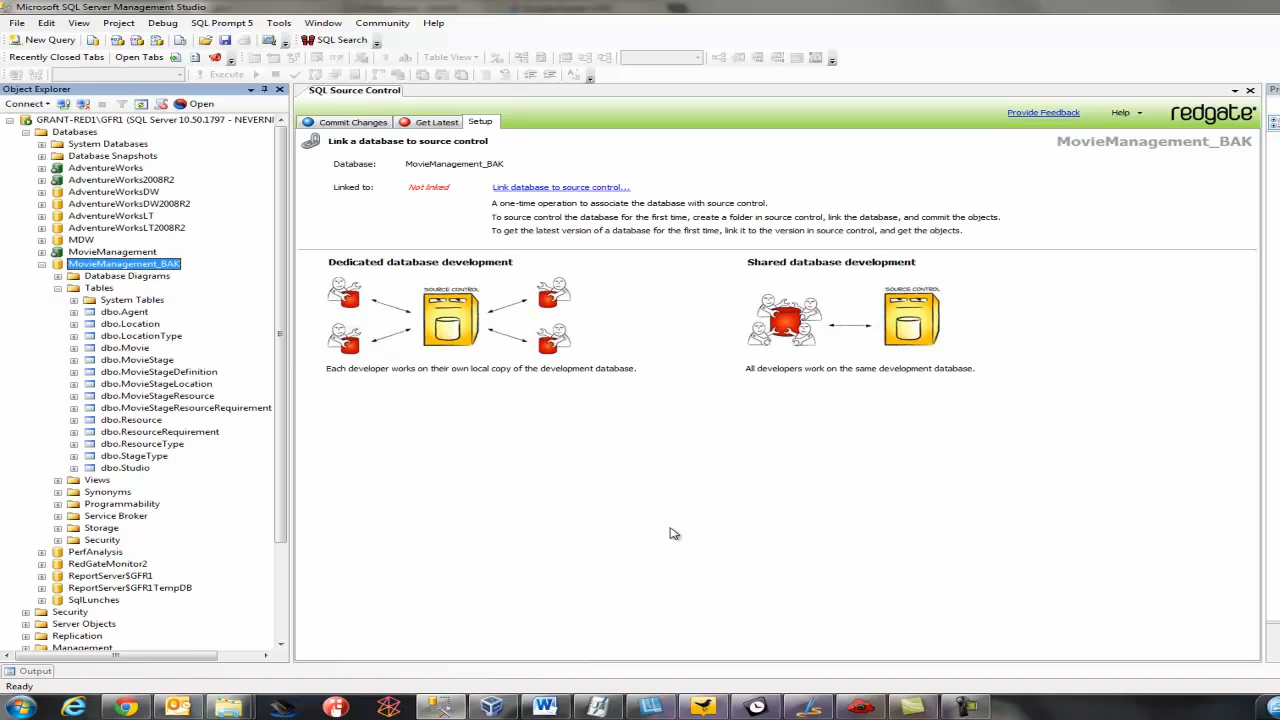 Microsoft SQL Server Management Studio
File Edit View Project Debug SQL Prompt 5 Tools Window Community Help
New Query SQL Search
Recently Closed Tabs Open Tabs Table View
Execute
Object Explorer
SQL Source Control
Connect Open
Commit Changes Get Latest Setup
Provide Feedback Help redgate
Link a database to source control
MovieManagement_BAK
Database: MovieManagement_BAK
Linked to: Not linked Link database to source control...
A one-time operation to associate the database with source control.
To source control the database for the first time, create a folder in source control, link the database, and commit the objects.
To get the latest version of a database for the first time, link it to the version in source control, and get the objects.
Dedicated database development
SOURCE CONTROL
Each developer works on their own local copy of the development database.
Shared database development
SOURCE CONTROL
All developers work on the same development database.
GRANT-RED1\GFR1 (SQL Server 10.50.1797 - NEVERN
Databases
System Databases
Database Snapshots
AdventureWorks
AdventureWorks2008R2
AdventureWorksDW
AdventureWorksDW2008R2
AdventureWorksLT
AdventureWorksLT2008R2
MDW
MovieManagement
MovieManagement_BAK
Database Diagrams
Tables
System Tables
dbo.Agent
dbo.Location
dbo.LocationType
dbo.Movie
dbo.MovieStage
dbo.MovieStageDefinition
dbo.MovieStageLocation
dbo.MovieStageResource
dbo.MovieStageResourceRequirement
dbo.Resource
dbo.ResourceRequirement
dbo.ResourceType
dbo.StageType
dbo.Studio
Views
Synonyms
Programmability
Service Broker
Storage
Security
PerfAnalysis
RedGateMonitor2
ReportServer$GFR1
ReportServer$GFR1TempDB
SqlLunches
Security
Server Objects
Replication
Management
Output
Ready